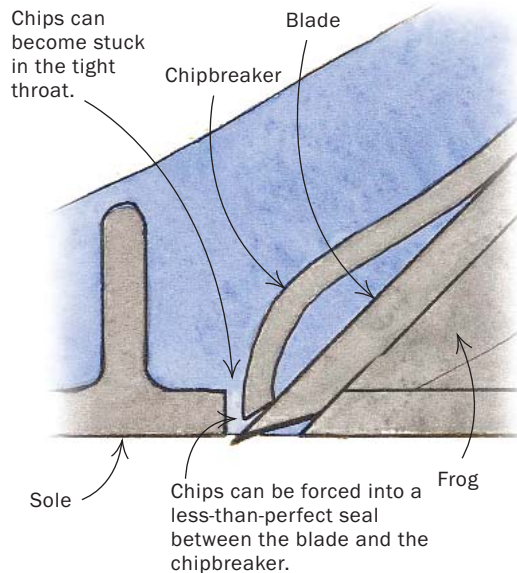 Chips can
become stuck
in the tight
throat.
Blade
Chipbreaker
Sole
Frog
Chips can be forced into a
less-than-perfect seal
between the blade and the
chipbreaker.